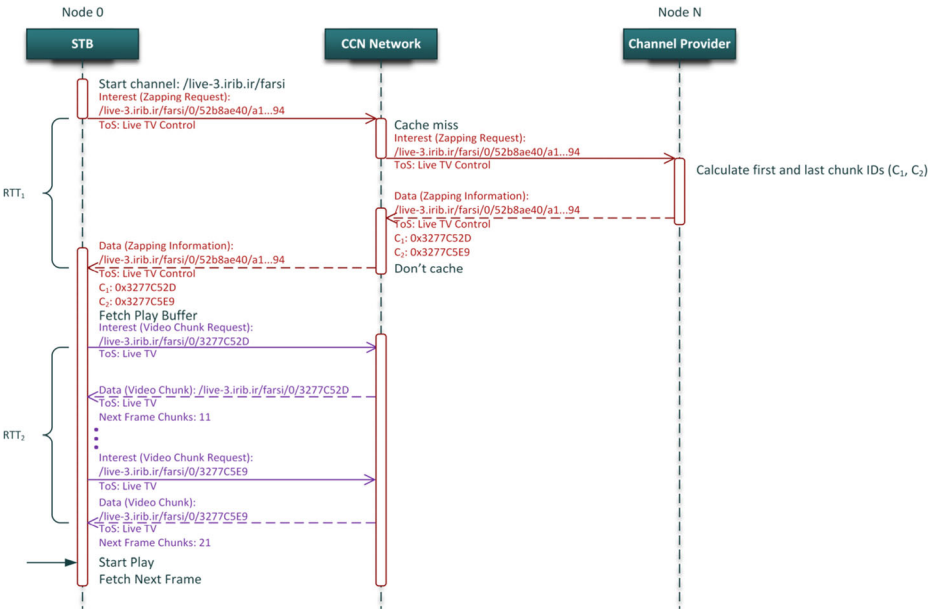 Node 0
Node N
STB
CCN Network
Channel Provider
Start channel: /live-3.irib.ir/farsi
Interest (Zapping Request):
/live-3.irib.ir/farsi/0/52b8ae40/a1...94
ToS: Live TV Control
Cache miss
Interest (Zapping Request):
/live-3.irib.ir/farsi/0/52b8ae40/a1...94
ToS: Live TV Control
Calculate first and last chunk IDs (C₁, C₂)
RTT₁
Data (Zapping Information):
/live-3.irib.ir/farsi/0/52b8ae40/a1...94
ToS: Live TV Control
C₁: 0x3277C52D
C₂: 0x3277C5E9
Don't cache
Data (Zapping Information):
/live-3.irib.ir/farsi/0/52b8ae40/a1...94
ToS: Live TV Control
C₁: 0x3277C52D
C₂: 0x3277C5E9
Fetch Play Buffer
Interest (Video Chunk Request):
/live-3.irib.ir/farsi/0/3277C52D
ToS: Live TV
Data (Video Chunk): /live-3.irib.ir/farsi/0/3277C52D
ToS: Live TV
Next Frame Chunks: 11
RTT₂
Interest (Video Chunk Request):
/live-3.irib.ir/farsi/0/3277C5E9
ToS: Live TV
Data (Video Chunk):
/live-3.irib.ir/farsi/0/3277C5E9
ToS: Live TV
Next Frame Chunks: 21
Start Play
Fetch Next Frame